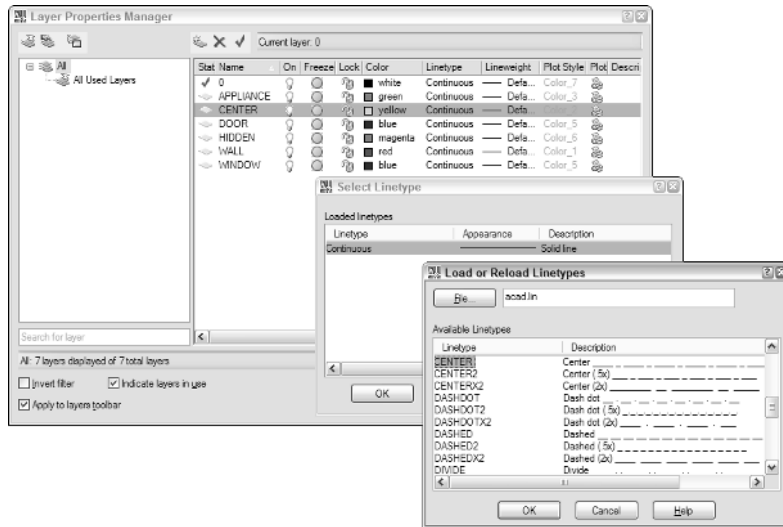 Layer Properties Manager
Current layer: 0
All
All Used Layers
Stat Name On Freeze Lock Color Linetype Lineweight Plot Style Plot Descri
0 white Continuous Defa... Color_7
APPLIANCE green Continuous Defa... Color_3
CENTER yellow Continuous Defa...
DOOR blue Continuous Defa... Color_5
HIDDEN magenta Continuous Defa... Color_6
WALL red Continuous Defa... Color_1
WINDOW blue Continuous Defa... Color_5
Search for layer
All: 7 layers displayed of 7 total layers
Invert filter
Indicate layers in use
Apply to layers toolbar
Select Linetype
Loaded linetypes
Linetype Appearance Description
Continuous Solid line
OK
Load or Reload Linetypes
File... acad.lin
Available Linetypes
Linetype Description
CENTER Center
CENTER2 Center (.5x)
CENTERX2 Center (2x)
DASHDOT Dash dot
DASHDOT2 Dash dot (.5x)
DASHDOTX2 Dash dot (2x)
DASHED Dashed
DASHED2 Dashed (.5x)
DASHEDX2 Dashed (2x)
DIVIDE Divide
OK Cancel Help